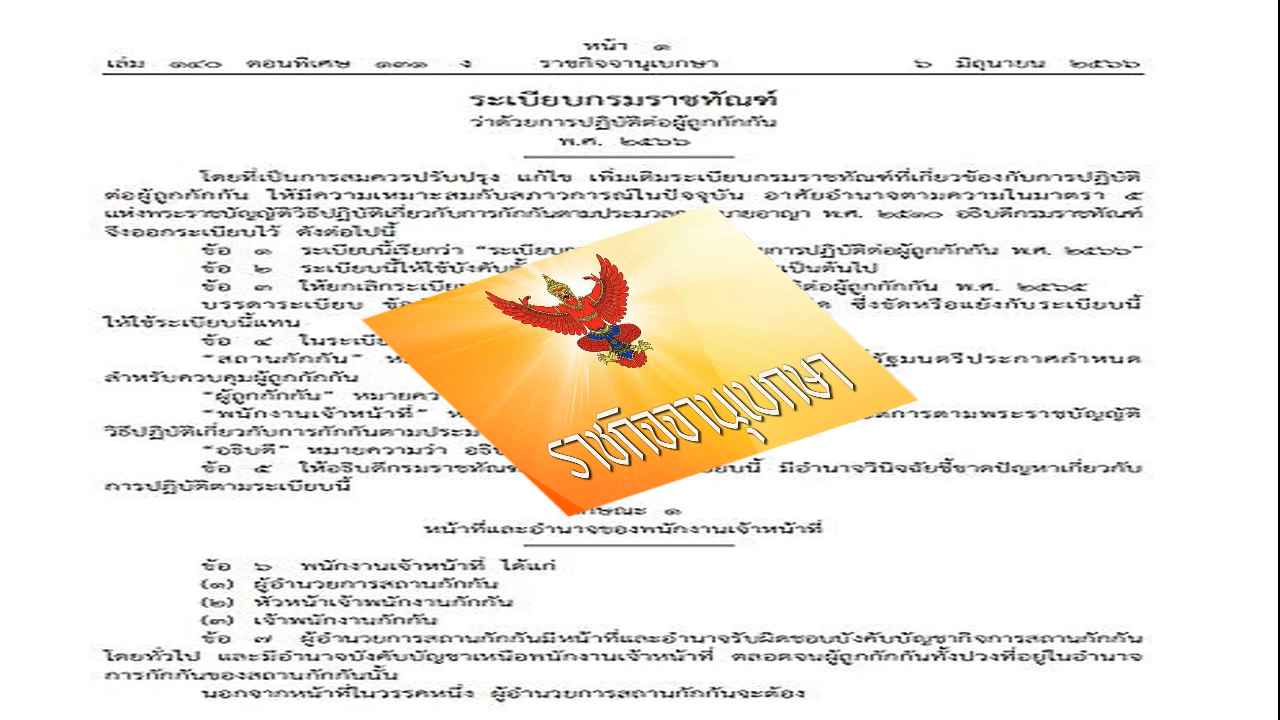 หน้า ๑
เล่ม ๑๔๐ ตอนพิเศษ ๑๓๑ ง ราชกิจจานุเบกษา ๖ มิถุนายน ๒๕๖๖
ระเบียบกรมราชทัณฑ์
ว่าด้วยการปฏิบัติต่อผู้ถูกกักกัน
พ.ศ. ๒๕๖๖
โดยที่เป็นการสมควรปรับปรุง แก้ไข เพิ่มเติมระเบียบกรมราชทัณฑ์ที่เกี่ยวข้องกับการปฏิบัติ
ต่อผู้ถูกกักกัน ให้มีความเหมาะสมกับสภาวการณ์ในปัจจุบัน อาศัยอำนาจตามความในมาตรา ๕
แห่งพระราชบัญญัติวิธีปฏิบัติเกี่ยวกับการกักกันตามประมวล พ.ศ. ๒๕๑๐ อธิบดีกรมราชทัณฑ์
จึงออกระเบียบไว้ ดังต่อไปนี้
ข้อ ๑ ระเบียบนี้เรียกว่า “ระเบียบ การปฏิบัติต่อผู้ถูกกักกัน พ.ศ. ๒๕๖๖”
ข้อ ๒ ระเบียบนี้ให้ใช้บังคับ เป็นต้นไป
ข้อ ๓ ให้ยกเลิกระเบียบ ต่อผู้ถูกกักกัน พ.ศ. ๒๕๖๕
บรรดาระเบียบ ซึ่งขัดหรือแย้งกับระเบียบนี้
ให้ใช้ระเบียบนี้แทน
ข้อ ๔ ในระเบียบ
“สถานกักกัน” รัฐมนตรีประกาศกำหนด
สำหรับควบคุมผู้ถูกกักกัน
“ผู้ถูกกักกัน” หมายความ
“พนักงานเจ้าหน้าที่” การตามพระราชบัญญัติ
วิธีปฏิบัติเกี่ยวกับการกักกันตามประมวล
“อธิบดี” หมายความว่า
ข้อ ๕ ให้อธิบดีกรมราชทัณฑ์ ระเบียบนี้ มีอำนาจวินิจฉัยชี้ขาดปัญหาเกี่ยวกับ
การปฏิบัติตามระเบียบนี้
ราชกิจจานุเบกษา
ลักษณะ ๑
หน้าที่และอำนาจของพนักงานเจ้าหน้าที่
ข้อ ๖ พนักงานเจ้าหน้าที่ ได้แก่
(๑) ผู้อำนวยการสถานกักกัน
(๒) หัวหน้าเจ้าพนักงานกักกัน
(๓) เจ้าพนักงานกักกัน
ข้อ ๗ ผู้อำนวยการสถานกักกันมีหน้าที่และอำนาจรับผิดชอบบังคับบัญชากิจการสถานกักกัน
โดยทั่วไป และมีอำนาจบังคับบัญชาเหนือพนักงานเจ้าหน้าที่ ตลอดจนผู้ถูกกักกันทั้งปวงที่อยู่ในอำนาจ
การกักกันของสถานกักกันนั้น
นอกจากหน้าที่ในวรรคหนึ่ง ผู้อำนวยการสถานกักกันจะต้อง